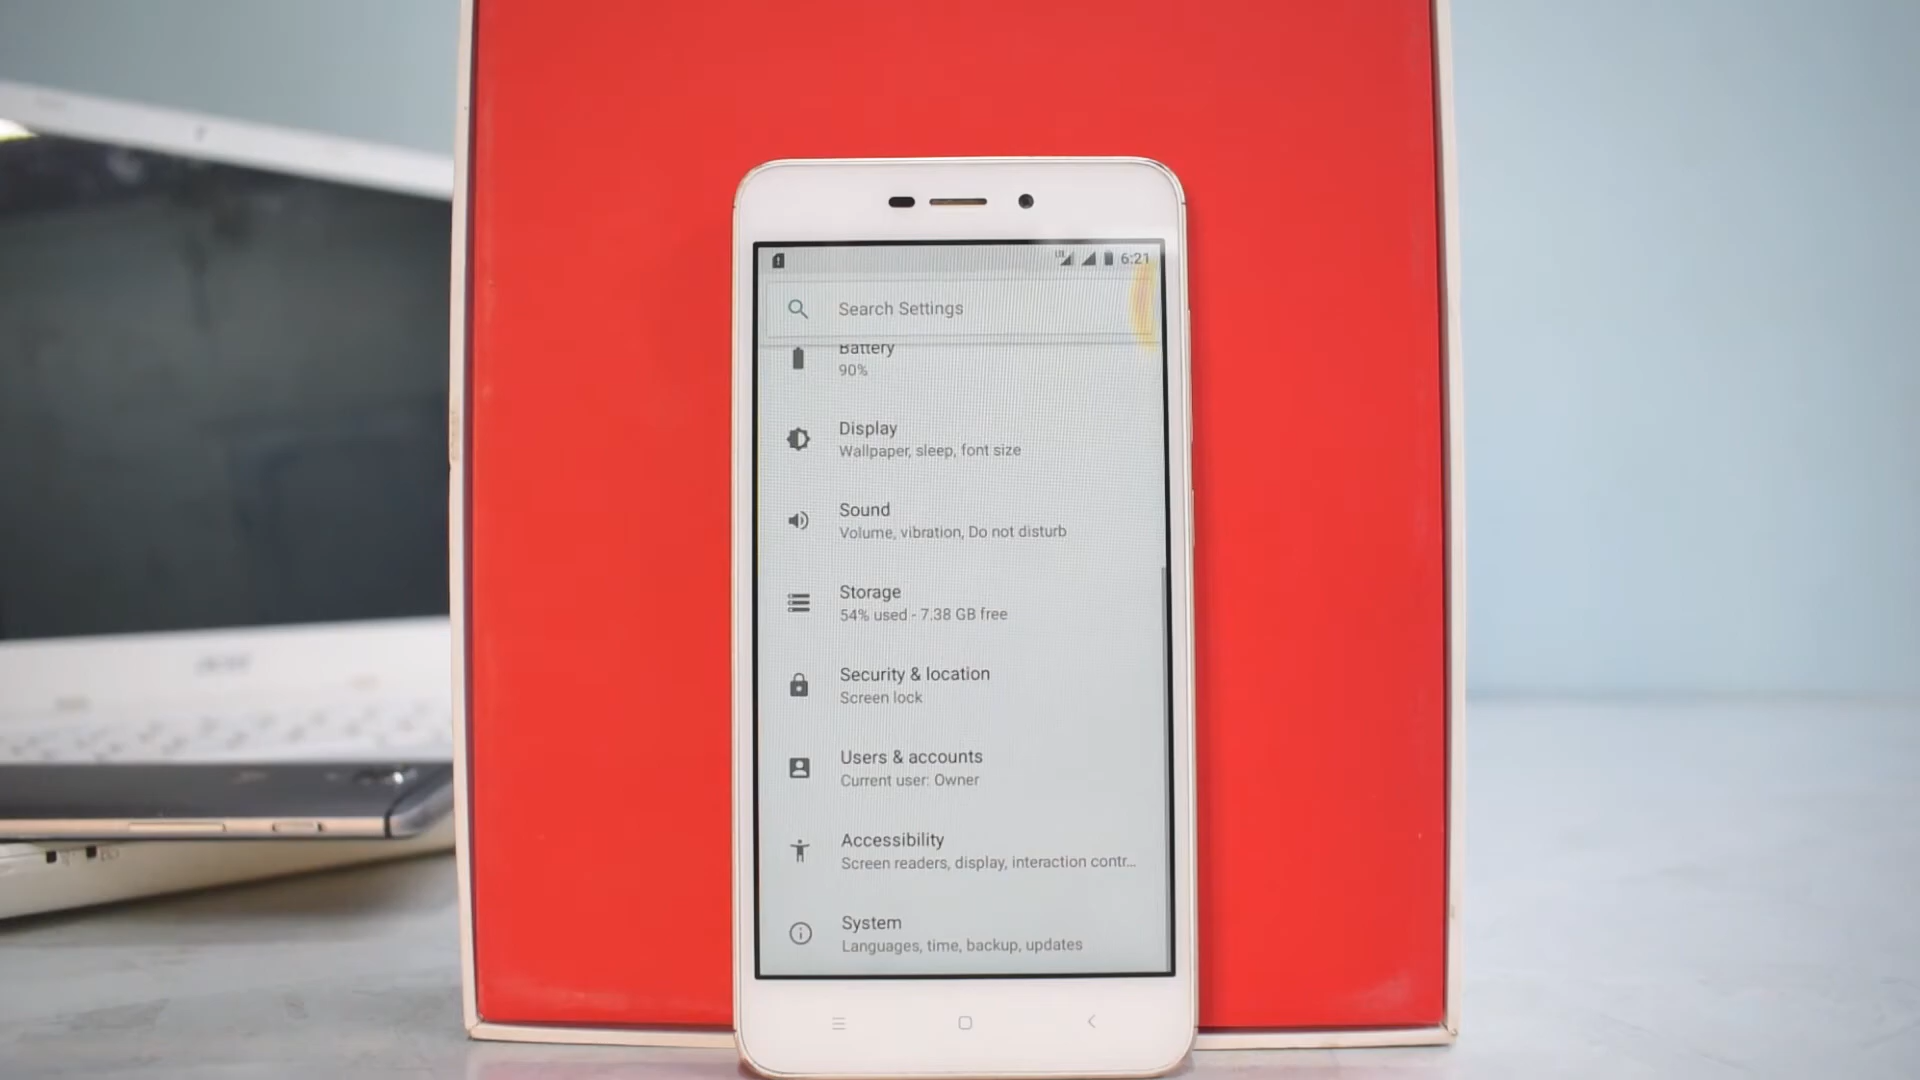 LTE 6:21
Search Settings
Battery
90%
Display
Wallpaper, sleep, font size
Sound
Volume, vibration, Do not disturb
Storage
54% used - 7.38 GB free
Security & location
Screen lock
Users & accounts
Current user: Owner
Accessibility
Screen readers, display, interaction contr...
System
Languages, time, backup, updates
acer